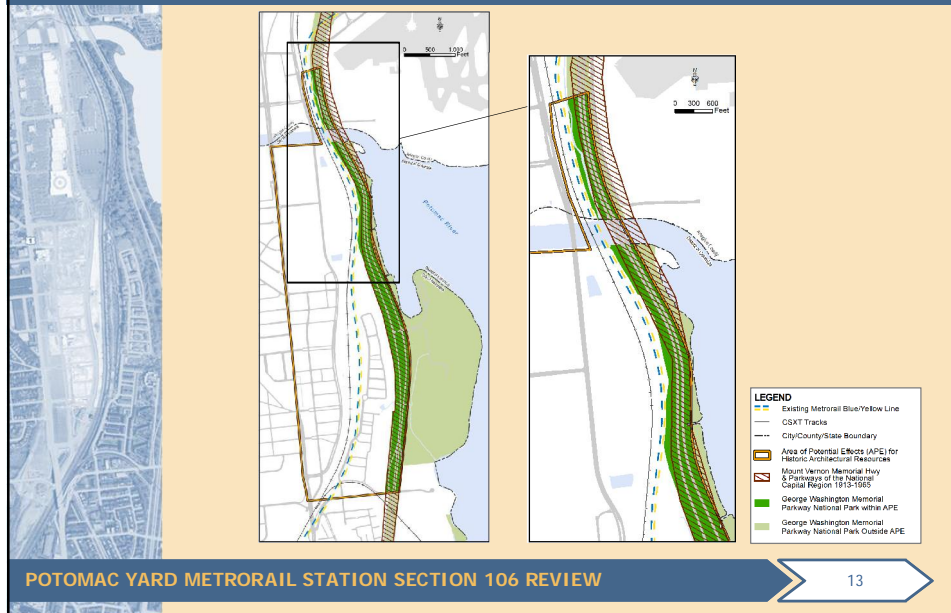 0 500 1,000
Feet
Potomac River
0 300 600
Feet
LEGEND
Existing Metrorail Blue/Yellow Line
CSXT Tracks
City/County/State Boundary
Area of Potential Effects (APE) for
Historic Architectural Resources
Mount Vernon Memorial Hwy
& Parkways of the National
Capital Region 1913-1965
George Washington Memorial
Parkway National Park within APE
George Washington Memorial
Parkway National Park Outside APE
POTOMAC YARD METRORAIL STATION SECTION 106 REVIEW
13